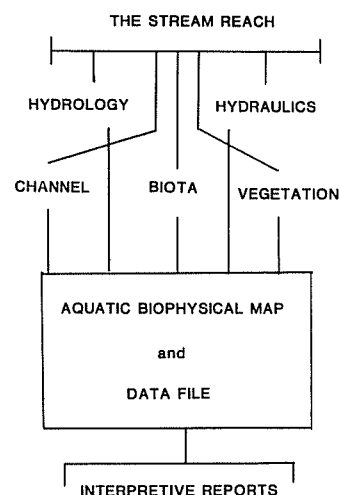 THE STREAM REACH
HYDROLOGY
HYDRAULICS
CHANNEL
BIOTA
VEGETATION
AQUATIC BIOPHYSICAL MAP
and
DATA FILE
INTERPRETIVE REPORTS